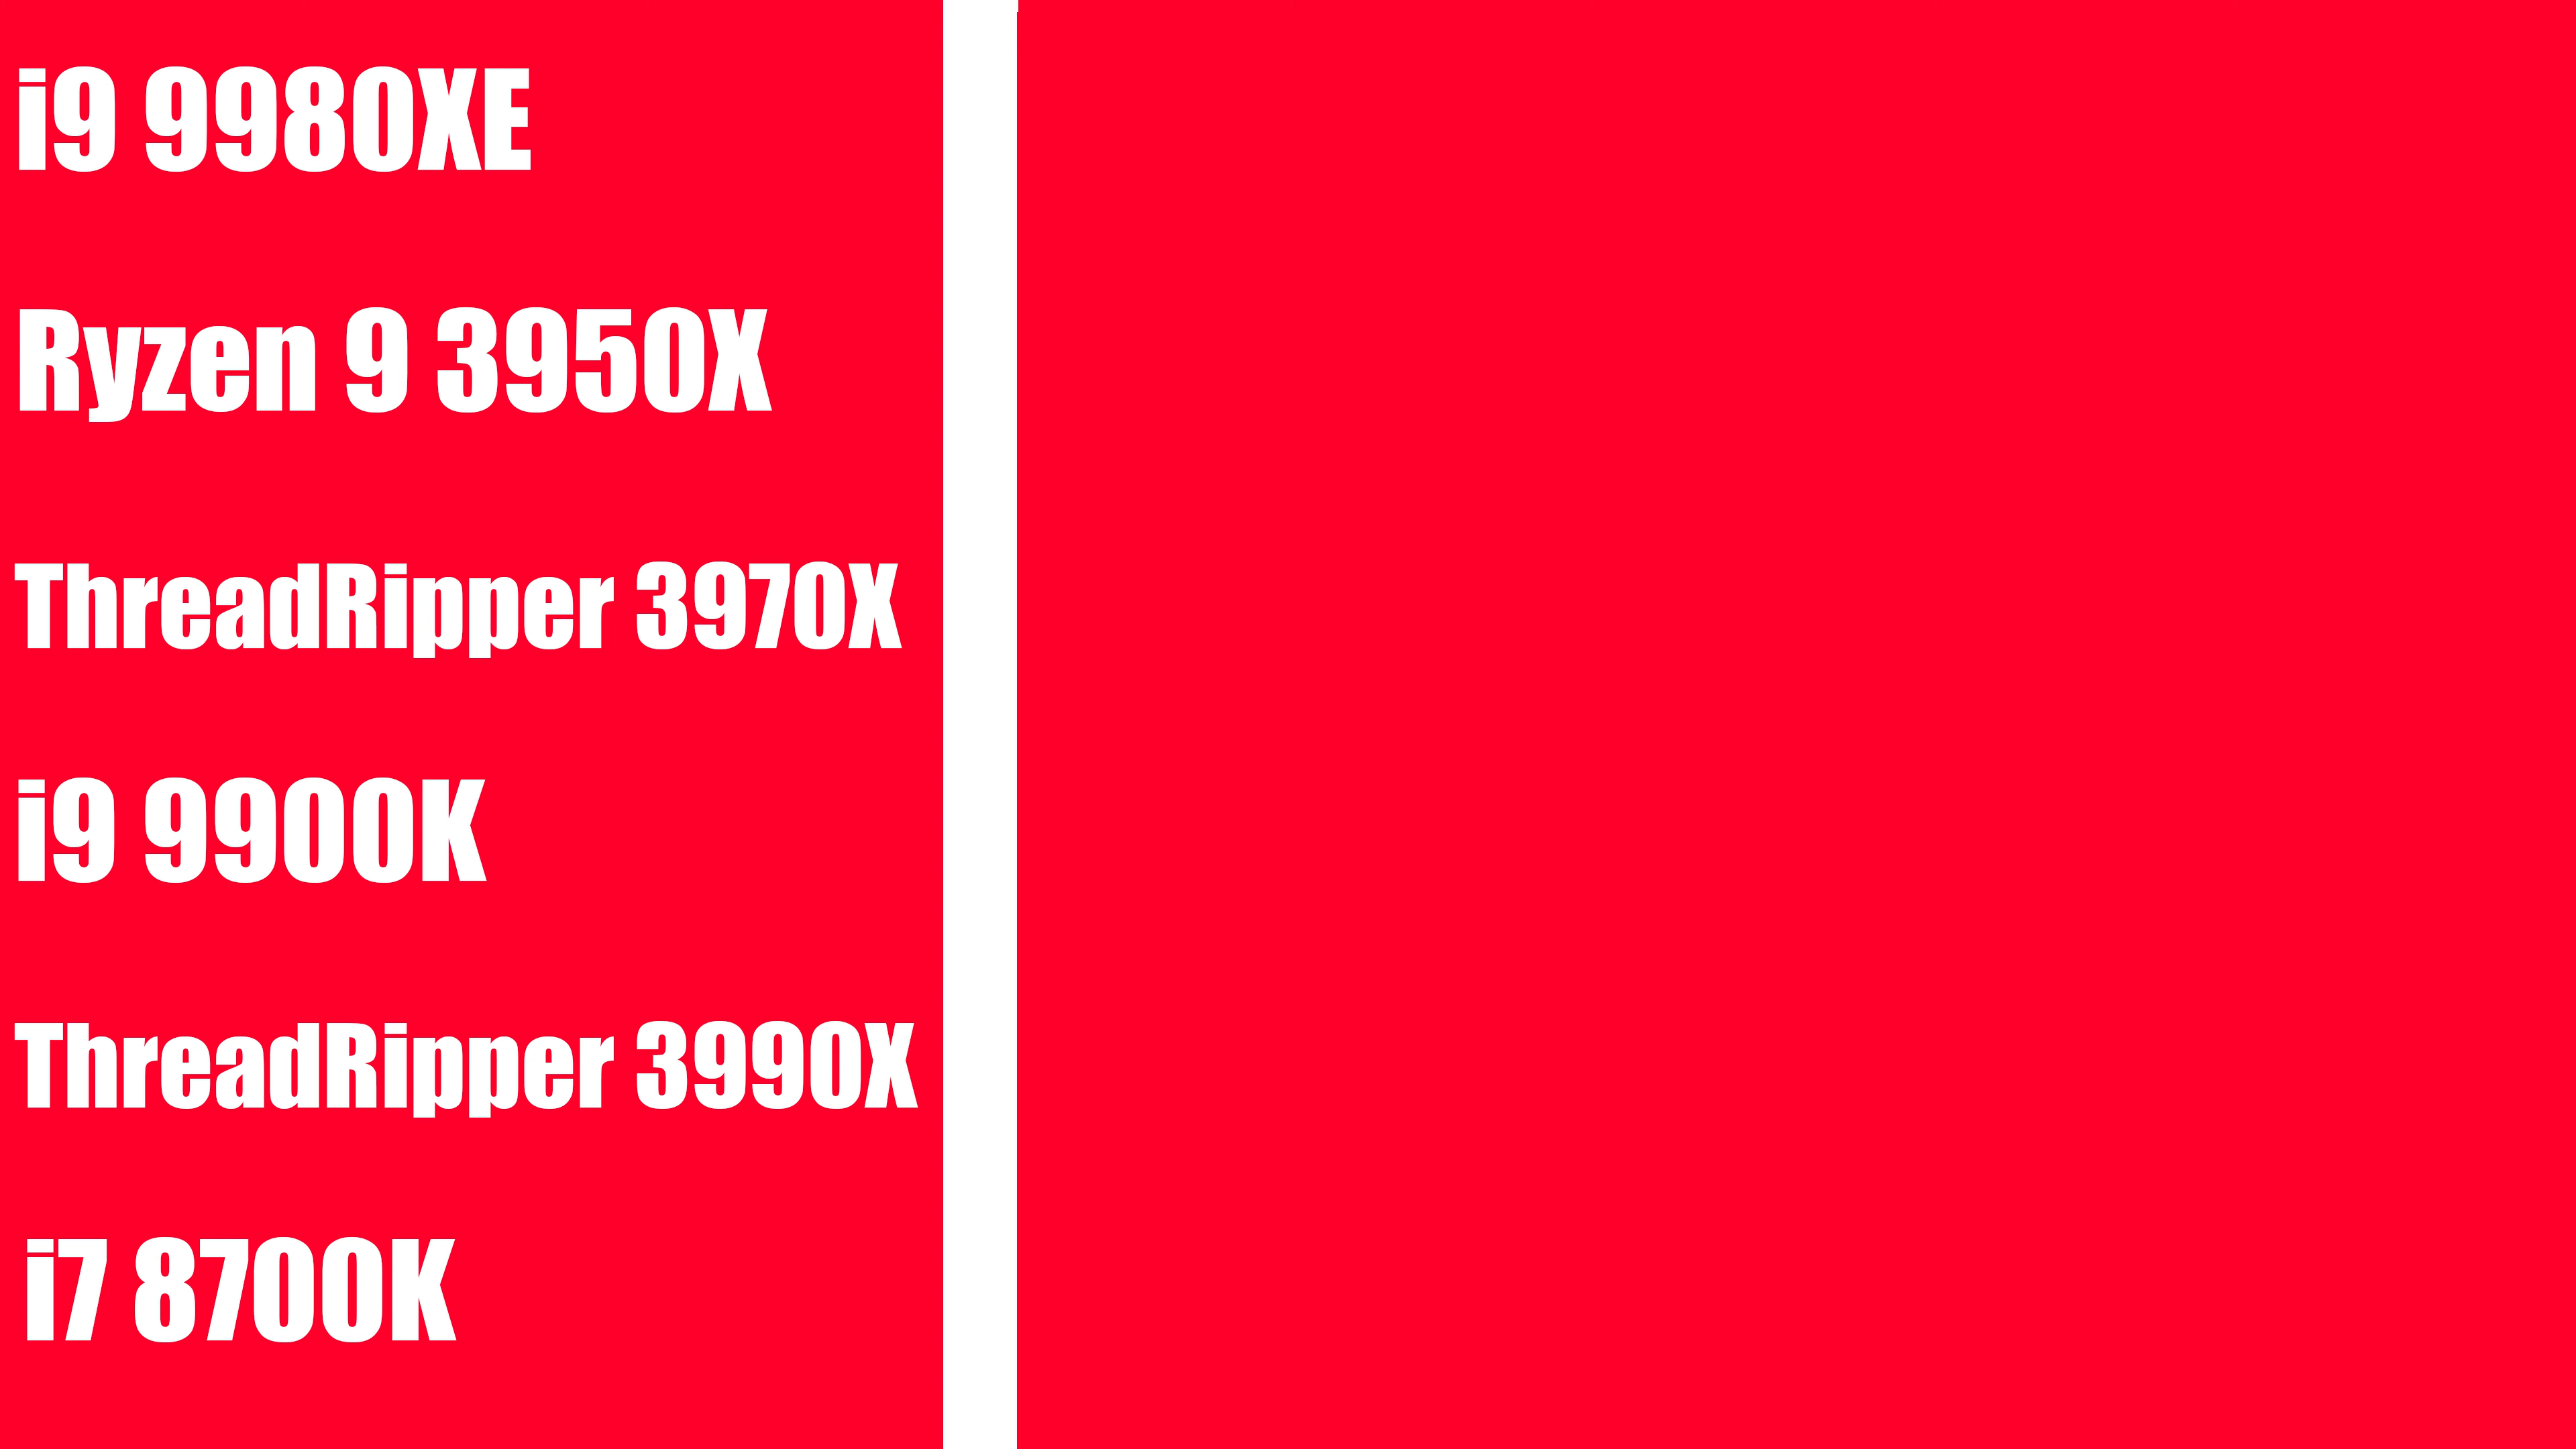 i9 9980XE
Ryzen 9 3950X
ThreadRipper 3970X
i9 9900K
ThreadRipper 3990X
i7 8700K